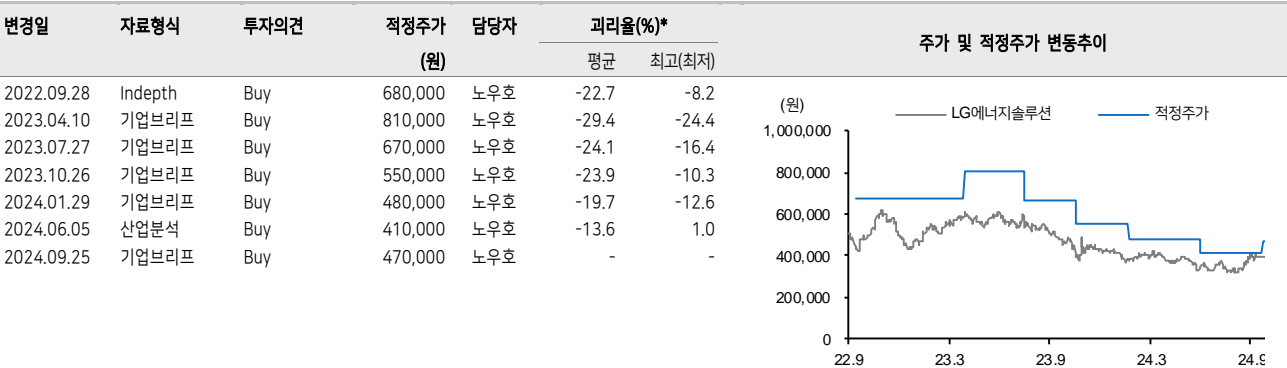 변경일 자료형식 투자의견 적정주가 담당자 괴리율(%)* 주가 및 적정주가 변동추이
(원) 평균 최고(최저)
2022.09.28 Indepth Buy 680,000 노우호 -22.7 -8.2
2023.04.10 기업브리프 Buy 810,000 노우호 -29.4 -24.4
2023.07.27 기업브리프 Buy 670,000 노우호 -24.1 -16.4
2023.10.26 기업브리프 Buy 550,000 노우호 -23.9 -10.3
2024.01.29 기업브리프 Buy 480,000 노우호 -19.7 -12.6
2024.06.05 산업분석 Buy 410,000 노우호 -13.6 1.0
2024.09.25 기업브리프 Buy 470,000 노우호 - -
(원) LG에너지솔루션 적정주가
1,000,000
800,000
600,000
400,000
200,000
0
22.9 23.3 23.9 24.3 24.9